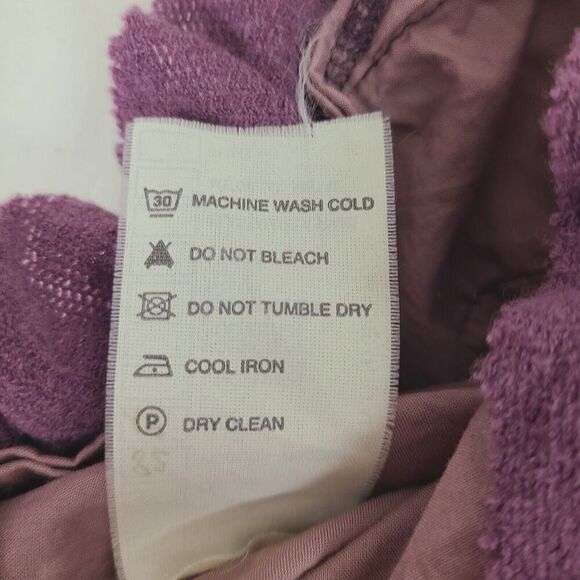 30 MACHINE WASH COLD
DO NOT BLEACH
DO NOT TUMBLE DRY
COOL IRON
P DRY CLEAN